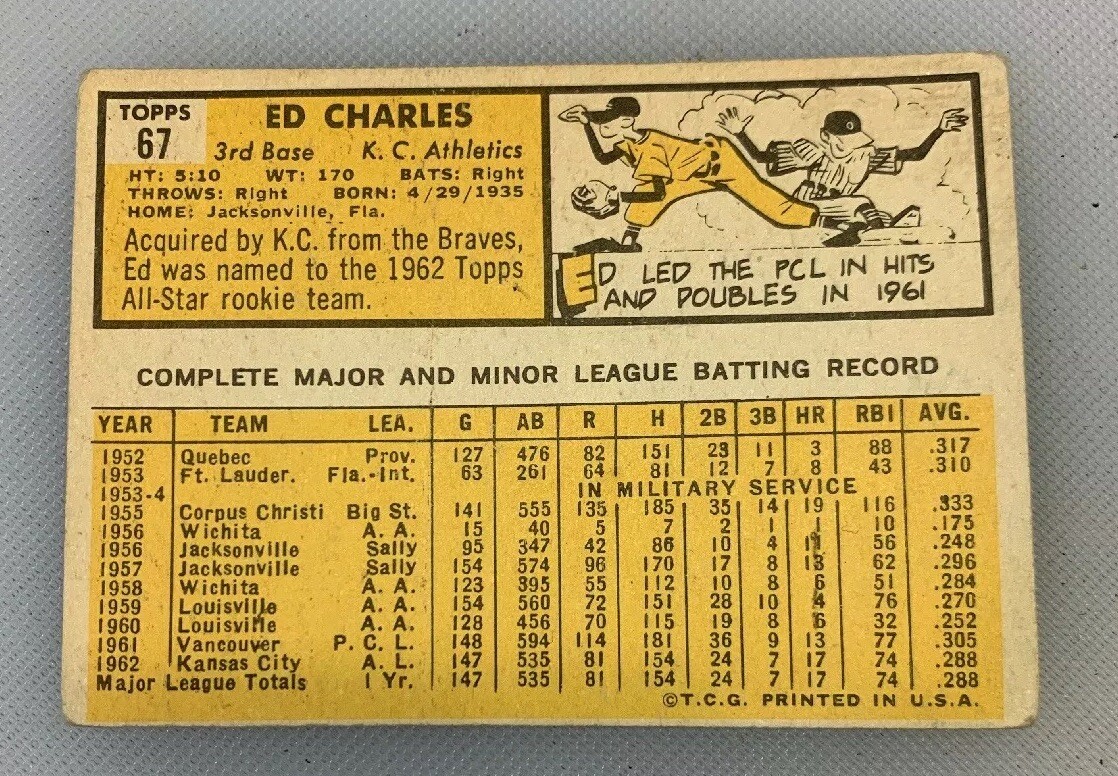 TOPPS
67
ED CHARLES
3rd Base K. C. Athletics
HT: 5:10 WT: 170 BATS: Right
THROWS: Right BORN: 4/29/1935
HOME: Jacksonville, Fla.
Acquired by K.C. from the Braves,
Ed was named to the 1962 Topps
All-Star rookie team.
ED LED THE PCL IN HITS
AND DOUBLES IN 1961
COMPLETE MAJOR AND MINOR LEAGUE BATTING RECORD
YEAR TEAM LEA. G AB R H 2B 3B HR RBI AVG.
1952 Quebec Prov. 127 476 82 151 23 11 3 88 .317
1953 Ft. Lauder. Fla.-Int. 63 261 64 81 12 7 8 43 .310
1953-4 IN MILITARY SERVICE
1955 Corpus Christi Big St. 141 555 135 185 35 14 19 116 .333
1956 Wichita A. A. 15 40 5 7 2 1 1 10 .175
1956 Jacksonville Sally 95 347 42 86 10 4 11 56 .248
1957 Jacksonville Sally 154 574 96 170 17 8 13 62 .296
1958 Wichita A. A. 123 395 55 112 10 8 6 51 .284
1959 Louisville A. A. 154 560 72 151 28 10 4 76 .270
1960 Louisville A. A. 128 456 70 115 19 8 6 32 .252
1961 Vancouver P. C. L. 148 594 114 181 36 9 13 77 .305
1962 Kansas City A. L. 147 535 81 154 24 7 17 74 .288
Major League Totals 1 Yr. 147 535 81 154 24 7 17 74 .288
©T.C.G. PRINTED IN U.S.A.